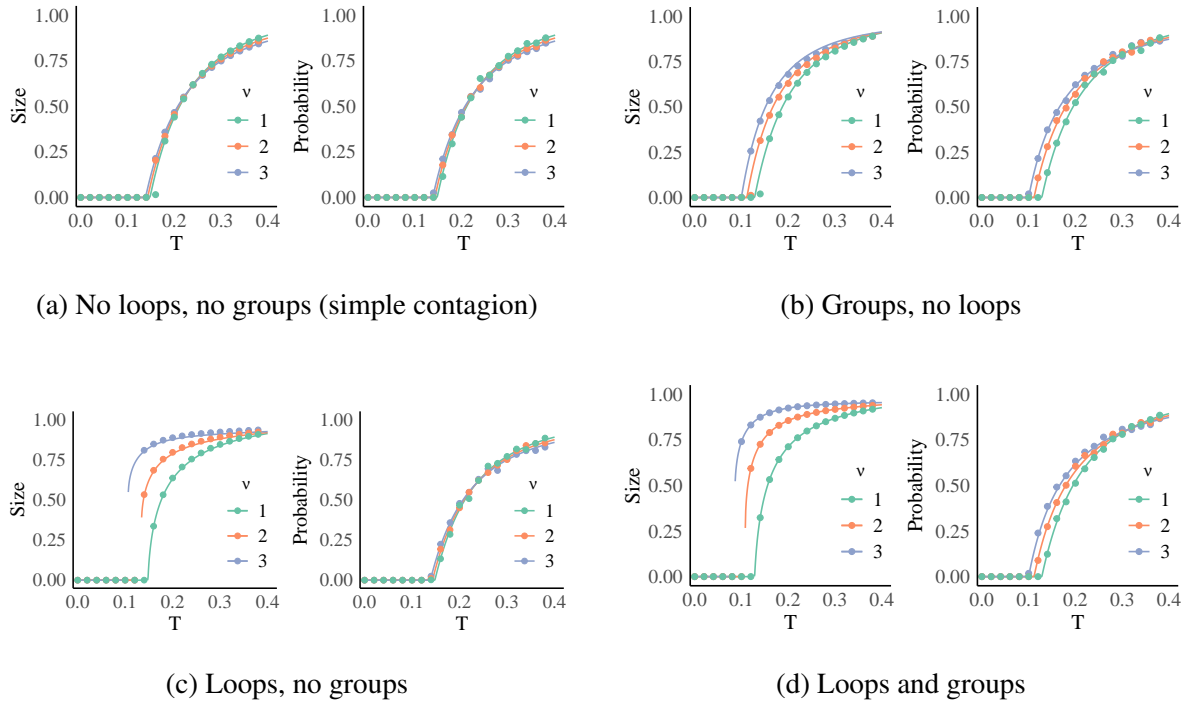 1.00
0.75
0.50
0.25
0.00
Size
0.0 0.1 0.2 0.3 0.4
T
ν
1
2
3
1.00
0.75
0.50
0.25
0.00
Probability
0.0 0.1 0.2 0.3 0.4
T
ν
1
2
3
(a) No loops, no groups (simple contagion)
1.00
0.75
0.50
0.25
0.00
Size
0.0 0.1 0.2 0.3 0.4
T
ν
1
2
3
1.00
0.75
0.50
0.25
0.00
Probability
0.0 0.1 0.2 0.3 0.4
T
ν
1
2
3
(b) Groups, no loops
1.00
0.75
0.50
0.25
0.00
Size
0.0 0.1 0.2 0.3 0.4
T
ν
1
2
3
1.00
0.75
0.50
0.25
0.00
Probability
0.0 0.1 0.2 0.3 0.4
T
ν
1
2
3
(c) Loops, no groups
1.00
0.75
0.50
0.25
0.00
Size
0.0 0.1 0.2 0.3 0.4
T
ν
1
2
3
1.00
0.75
0.50
0.25
0.00
Probability
0.0 0.1 0.2 0.3 0.4
T
ν
1
2
3
(d) Loops and groups